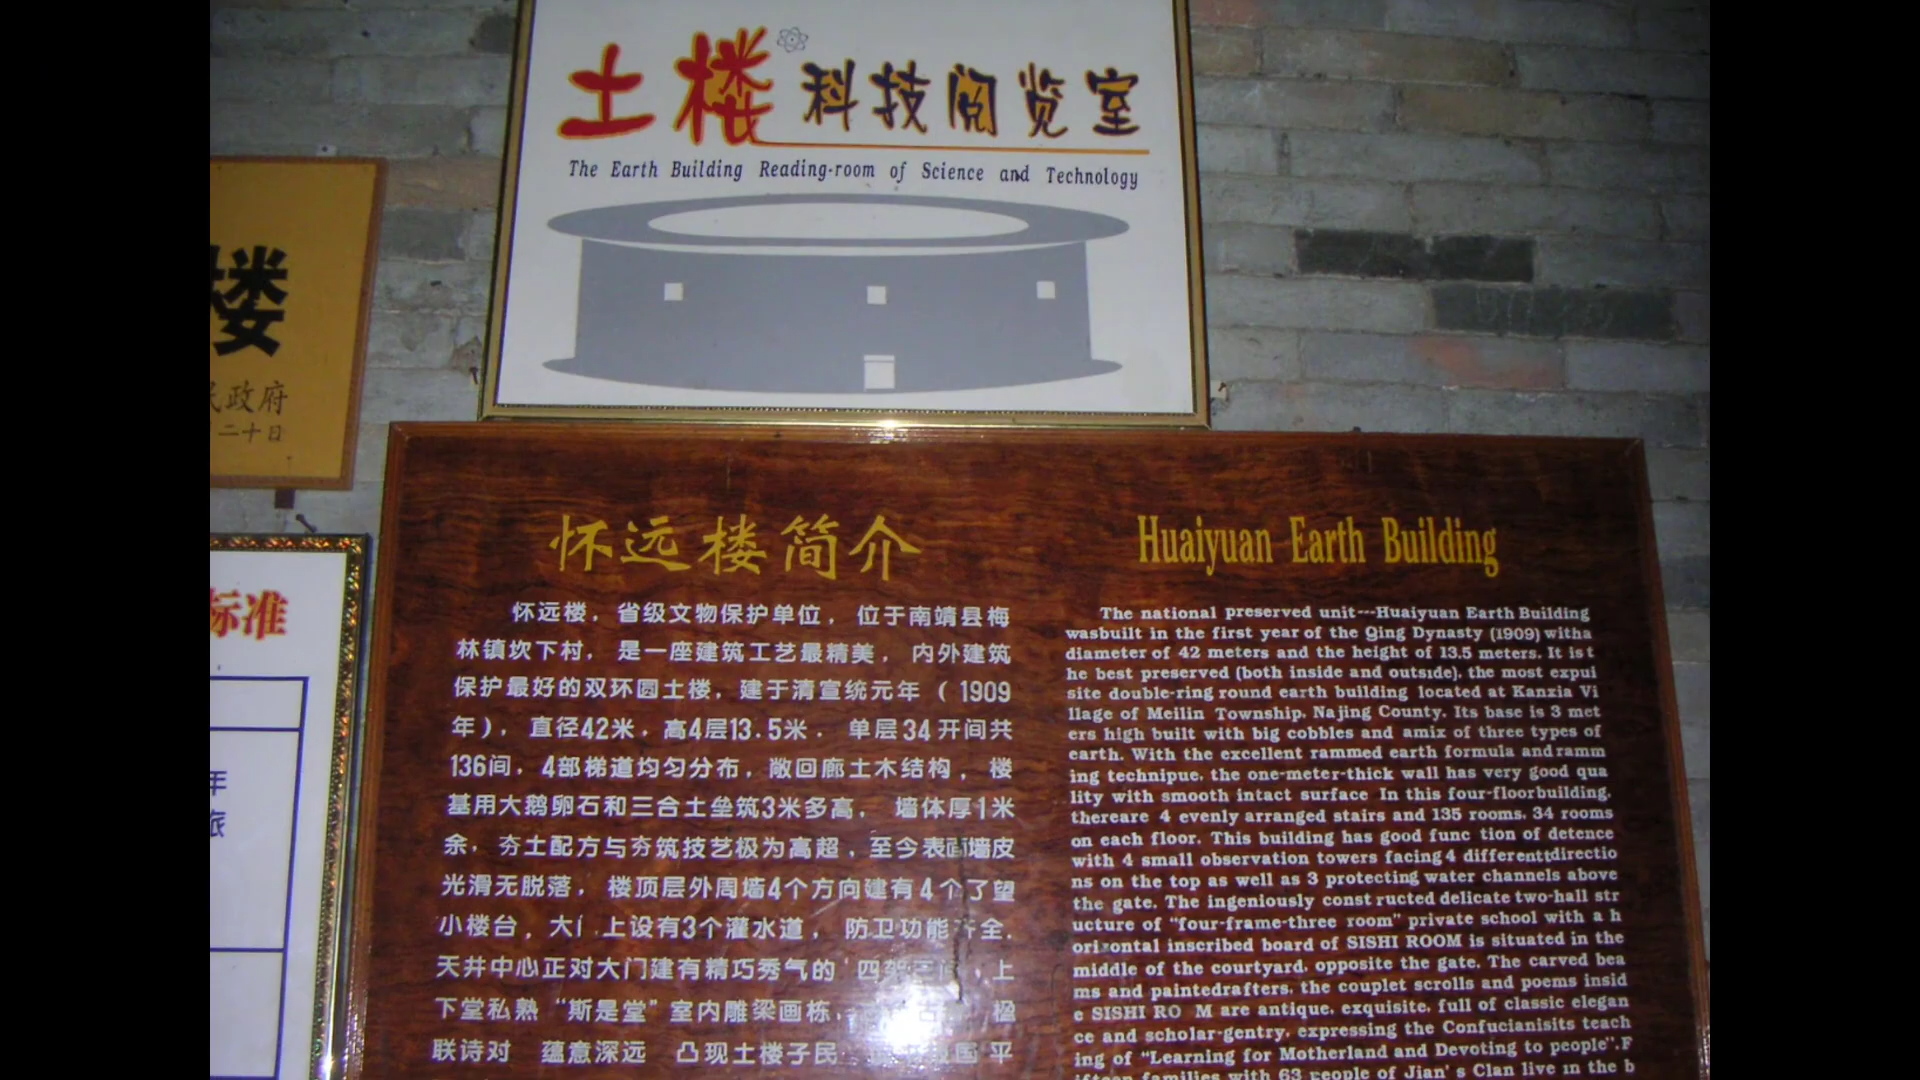 土楼科技阅览室
The Earth Building Reading-room of Science and Technology
楼
政府
二十日
标准
年
旅
怀远楼简介
怀远楼，省级文物保护单位，位于南靖县梅
林镇坎下村，是一座建筑工艺最精美，内外建筑
保护最好的双环圆土楼，建于清宣统元年（1909
年），直径42米，高4层13.5米．单层34开间共
136间，4部梯道均匀分布，敞回廊土木结构，楼
基用大鹅卵石和三合土垒筑3米多高，墙体厚1米
余，夯土配方与夯筑技艺极为高超，至今表面墙皮
光滑无脱落，楼顶层外周墙4个方向建有4个了望
小楼台，大 上设有3个灌水道，防卫功能齐全.
天井中心正对大门建有精巧秀气的 四架三间，上
下堂私熟“斯是堂”室内雕梁画栋， 楹
联诗对 蕴意深远 凸现土楼子民 国 平
Huaiyuan Earth Building
The national preserved unit---Huaiyuan Earth Building
wasbuilt in the first year of the Qing Dynasty (1909) witha
diameter of 42 meters and the height of 13.5 meters. It is t
he best preserved (both inside and outside), the most expui
site double-ring round earth building located at Kanxia Vi
llage of Meilin Township, Najing County. Its base is 3 met
ers high built with big cobbles and amix of three types of
earth. With the excellent rammed earth formula and ramm
ing technipue, the one-meter-thick wall has very good qua
lity with smooth intact surface In this four-floorbuilding,
thereare 4 evenly arranged stairs and 135 rooms, 34 rooms
on each floor. This building has good func tion of detence
with 4 small observation towers facing 4 differenttdirectio
ns on the top as well as 3 protecting water channels above
the gate. The ingeniously const ructed delicate two-hall str
ucture of "four-frame-three room" private school with a h
orizontal inscribed board of SISHI ROOM is situated in the
middle of the courtyard, opposite the gate. The carved bea
ms and paintedrafters, the couplet scrolls and poems insid
e SISHI RO M are antique, exquisite, full of classic elegan
ce and scholar-gentry, expressing the Confucianisits teach
ing of "Learning for Motherland and Devoting to people".F
ifteen families with 63 people of Jian's Clan live in the b